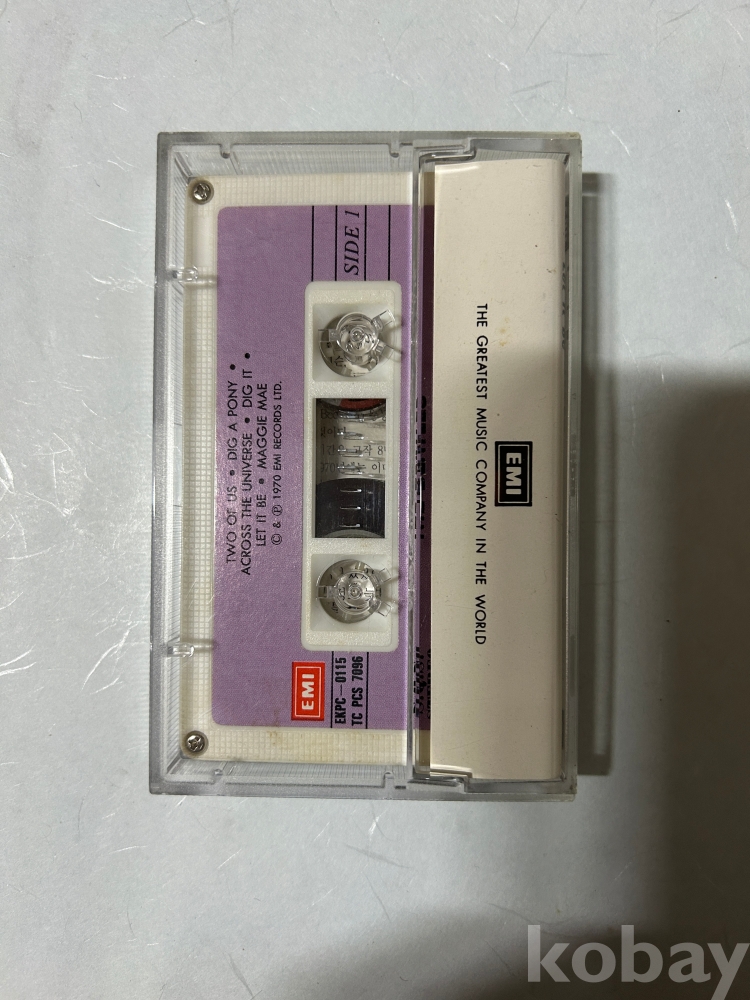 SIDE 1
TWO OF US • DIG A PONY •
ACROSS THE UNIVERSE • DIG IT •
LET IT BE • MAGGIE MAE
© & ℗ 1970 EMI RECORDS LTD.
EMI
EKPC-0115
TC PCS 7096
THE GREATEST MUSIC COMPANY IN THE WORLD
EMI
kobay